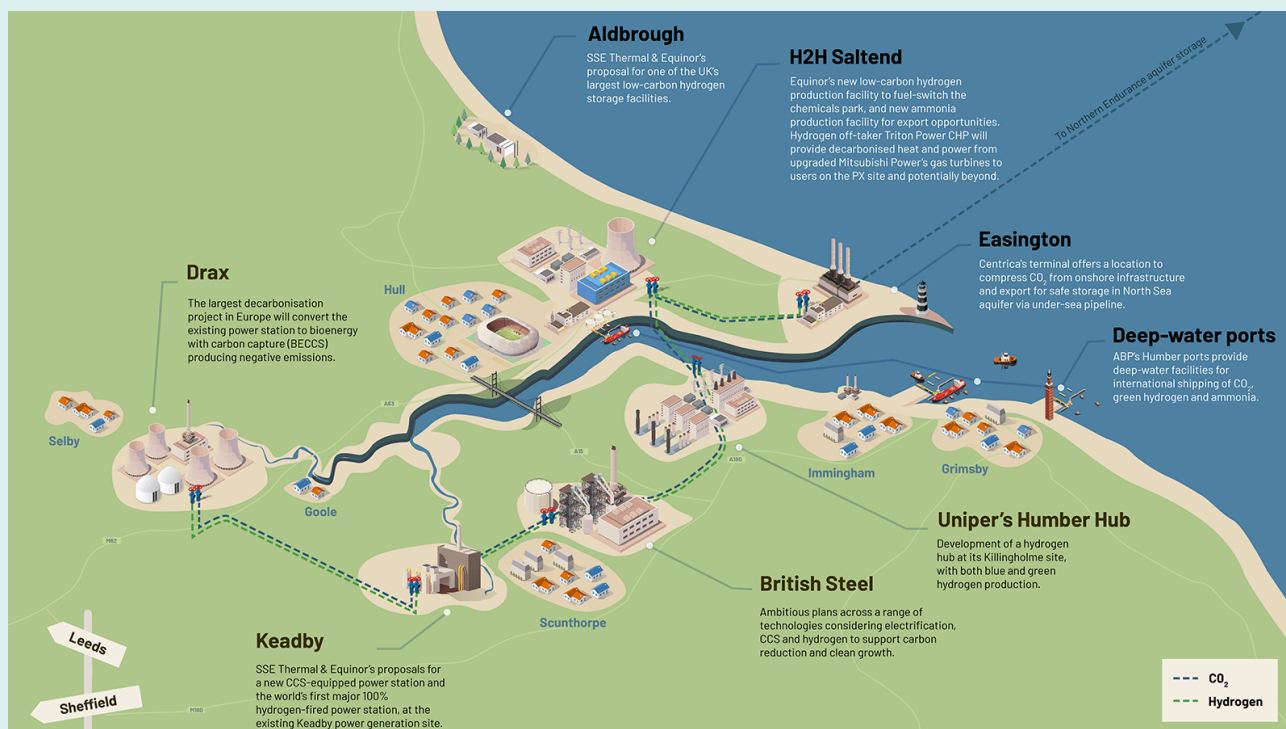 Aldbrough
SSE Thermal & Equinor's
proposal for one of the UK's
largest low-carbon hydrogen
storage facilities.
H2H Saltend
Equinor's new low-carbon hydrogen
production facility to fuel-switch the
chemicals park, and new ammonia
production facility for export opportunities.
Hydrogen off-taker Triton Power CHP will
provide decarbonised heat and power from
upgraded Mitsubishi Power's gas turbines to
users on the PX site and potentially beyond.
To Northern Endurance aquifer storage
Easington
Centrica's terminal offers a location to
compress CO₂ from onshore infrastructure
and export for safe storage in North Sea
aquifer via under-sea pipeline.
Drax
The largest decarbonisation
project in Europe will convert the
existing power station to bioenergy
with carbon capture (BECCS)
producing negative emissions.
Hull
Deep-water ports
ABP's Humber ports provide
deep-water facilities for
international shipping of CO₂,
green hydrogen and ammonia.
A63
Selby
A15
A180
Immingham
Grimsby
Goole
M62
Uniper's Humber Hub
Development of a hydrogen
hub at its Killingholme site,
with both blue and green
hydrogen production.
British Steel
Ambitious plans across a range of
technologies considering electrification,
CCS and hydrogen to support carbon
reduction and clean growth.
Scunthorpe
Keadby
SSE Thermal & Equinor's proposals for
a new CCS-equipped power station and
the world's first major 100%
hydrogen-fired power station, at the
existing Keadby power generation site.
Leeds
Sheffield
M180
CO₂
Hydrogen